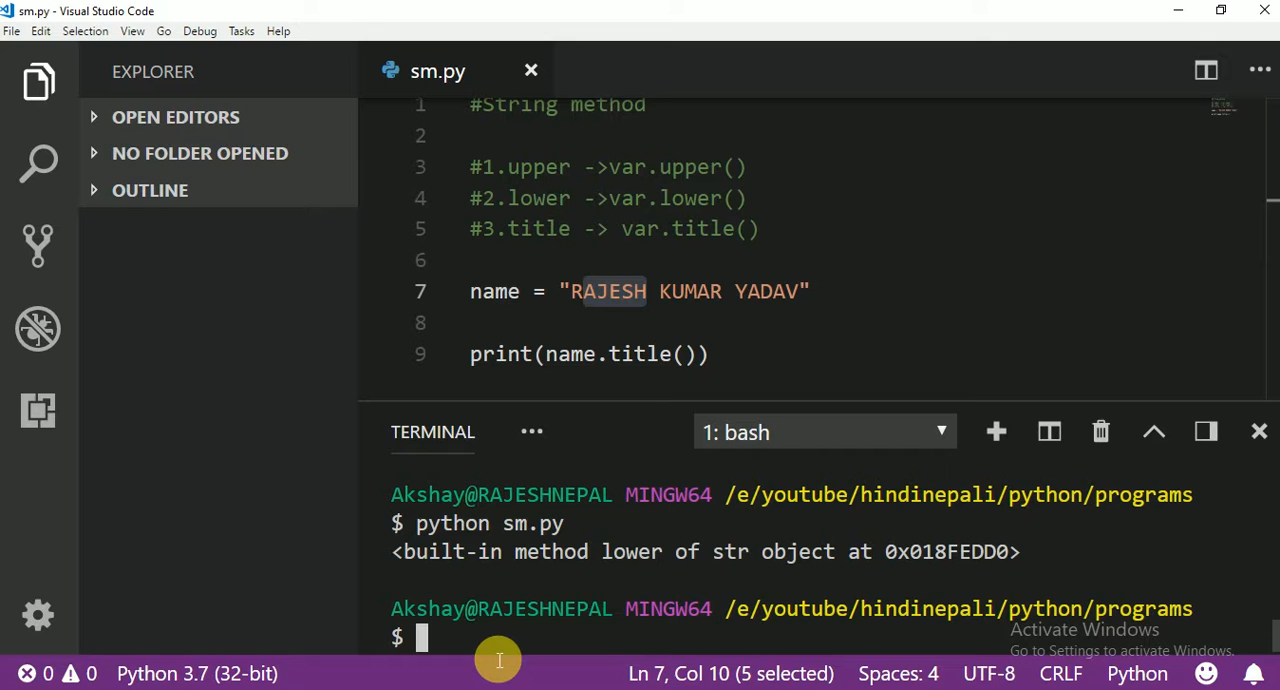 sm.py - Visual Studio Code
File Edit Selection View Go Debug Tasks Help
EXPLORER
OPEN EDITORS
NO FOLDER OPENED
OUTLINE
sm.py
1 #String method
2
3 #1.upper ->var.upper()
4 #2.lower ->var.lower()
5 #3.title -> var.title()
6
7 name = "RAJESH KUMAR YADAV"
8
9 print(name.title())
TERMINAL ... 1: bash
Akshay@RAJESHNEPAL MINGW64 /e/youtube/hindinepali/python/programs
$ python sm.py
<built-in method lower of str object at 0x018FEDD0>
Akshay@RAJESHNEPAL MINGW64 /e/youtube/hindinepali/python/programs
$
Activate Windows
Go to Settings to activate Windows.
0 0 Python 3.7 (32-bit) Ln 7, Col 10 (5 selected) Spaces: 4 UTF-8 CRLF Python